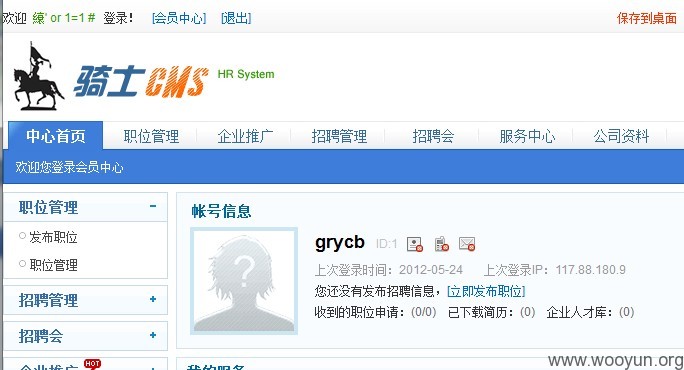 欢迎 縗' or 1=1 # 登录！ [会员中心] [退出] 保存到桌面
骑士CMS HR System
中心首页 职位管理 企业推广 招聘管理 招聘会 服务中心 公司资料
欢迎您登录会员中心
职位管理
发布职位
职位管理
招聘管理
招聘会
企业推广 HOT
帐号信息
grycb ID:1
上次登录时间：2012-05-24 上次登录IP：117.88.180.9
您还没有发布招聘信息，[立即发布职位]
收到的职位申请：(0/0) 已下载简历：(0) 企业人才库：(0)
我的服务
www.wooyun.org